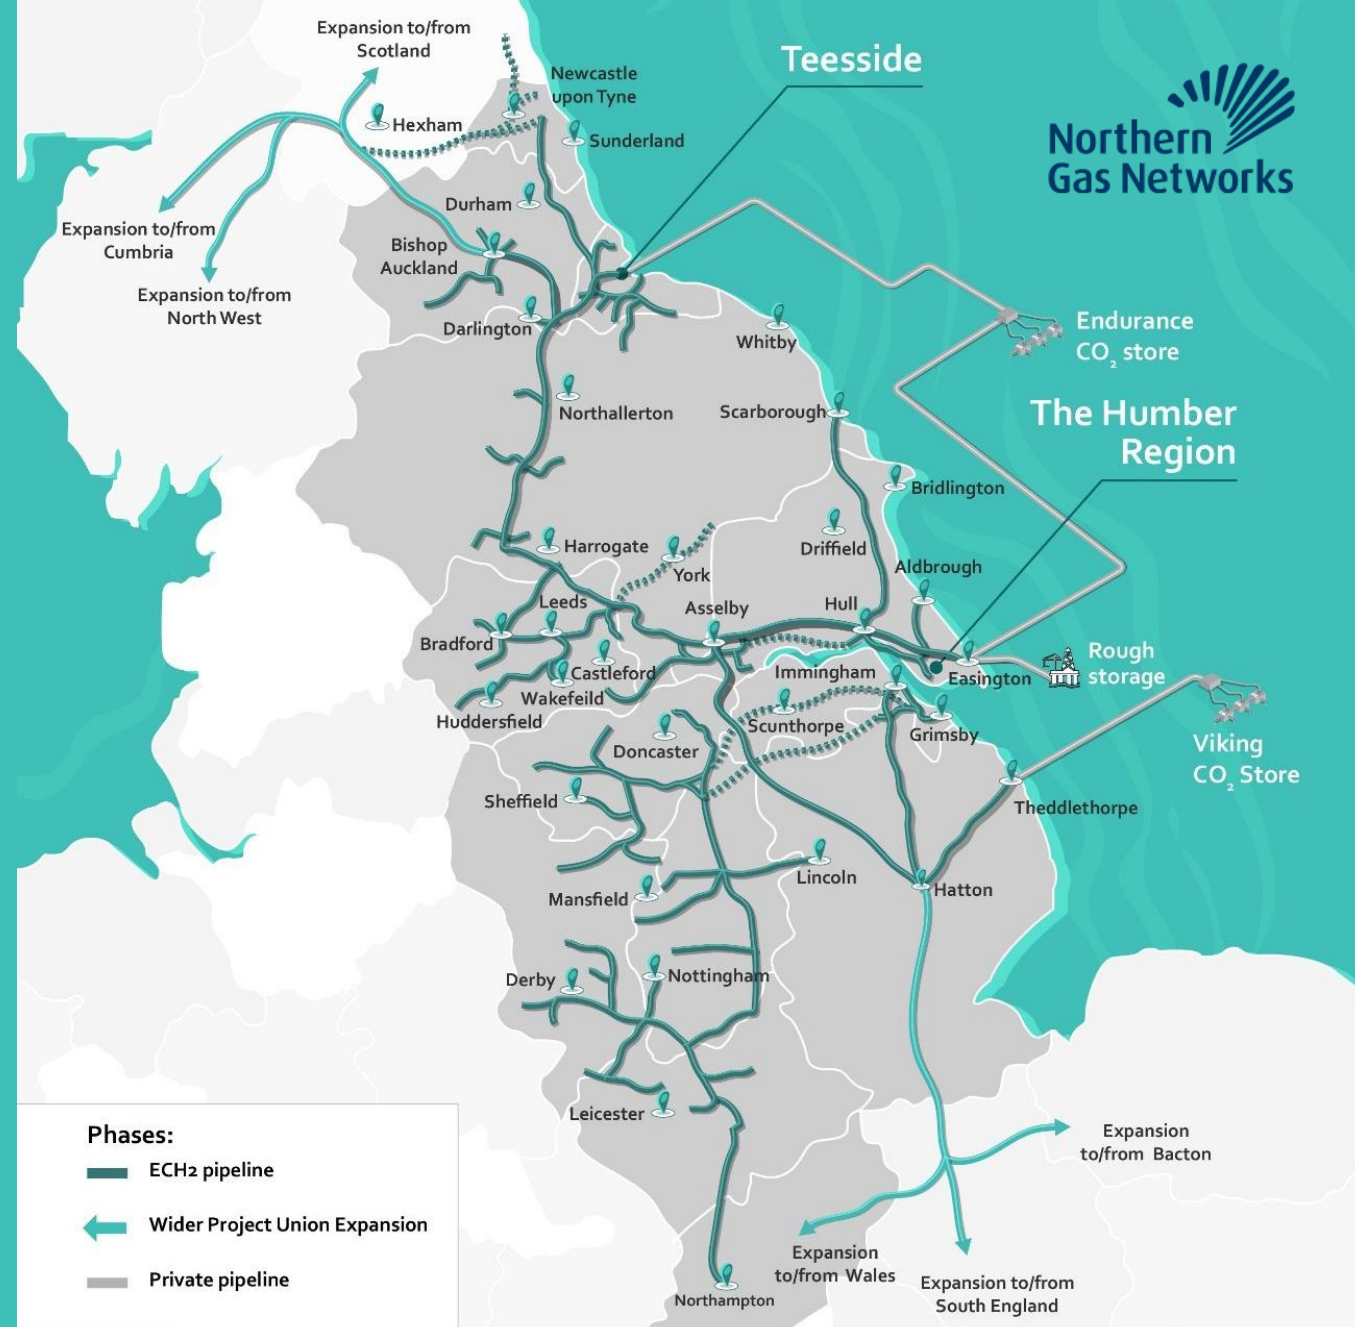 Expansion to/from
Scotland
Newcastle
upon Tyne
Teesside
Northern
Gas Networks
Hexham
Sunderland
Durham
Expansion to/from
Cumbria
Bishop
Auckland
Expansion to/from
North West
Darlington
Whitby
Endurance
CO₂ store
Northallerton
Scarborough
The Humber
Region
Bridlington
Harrogate
York
Driffield
Aldbrough
Leeds
Asselby
Hull
Bradford
Castleford
Wakefeild
Immingham
Easington
Rough
storage
Huddersfield
Scunthorpe
Grimsby
Doncaster
Viking
CO₂ Store
Sheffield
Theddlethorpe
Mansfield
Lincoln
Hatton
Derby
Nottingham
Leicester
Phases:
ECH2 pipeline
Wider Project Union Expansion
Private pipeline
Expansion
to/from Bacton
Expansion
to/from Wales
Expansion to/from
South England
Northampton